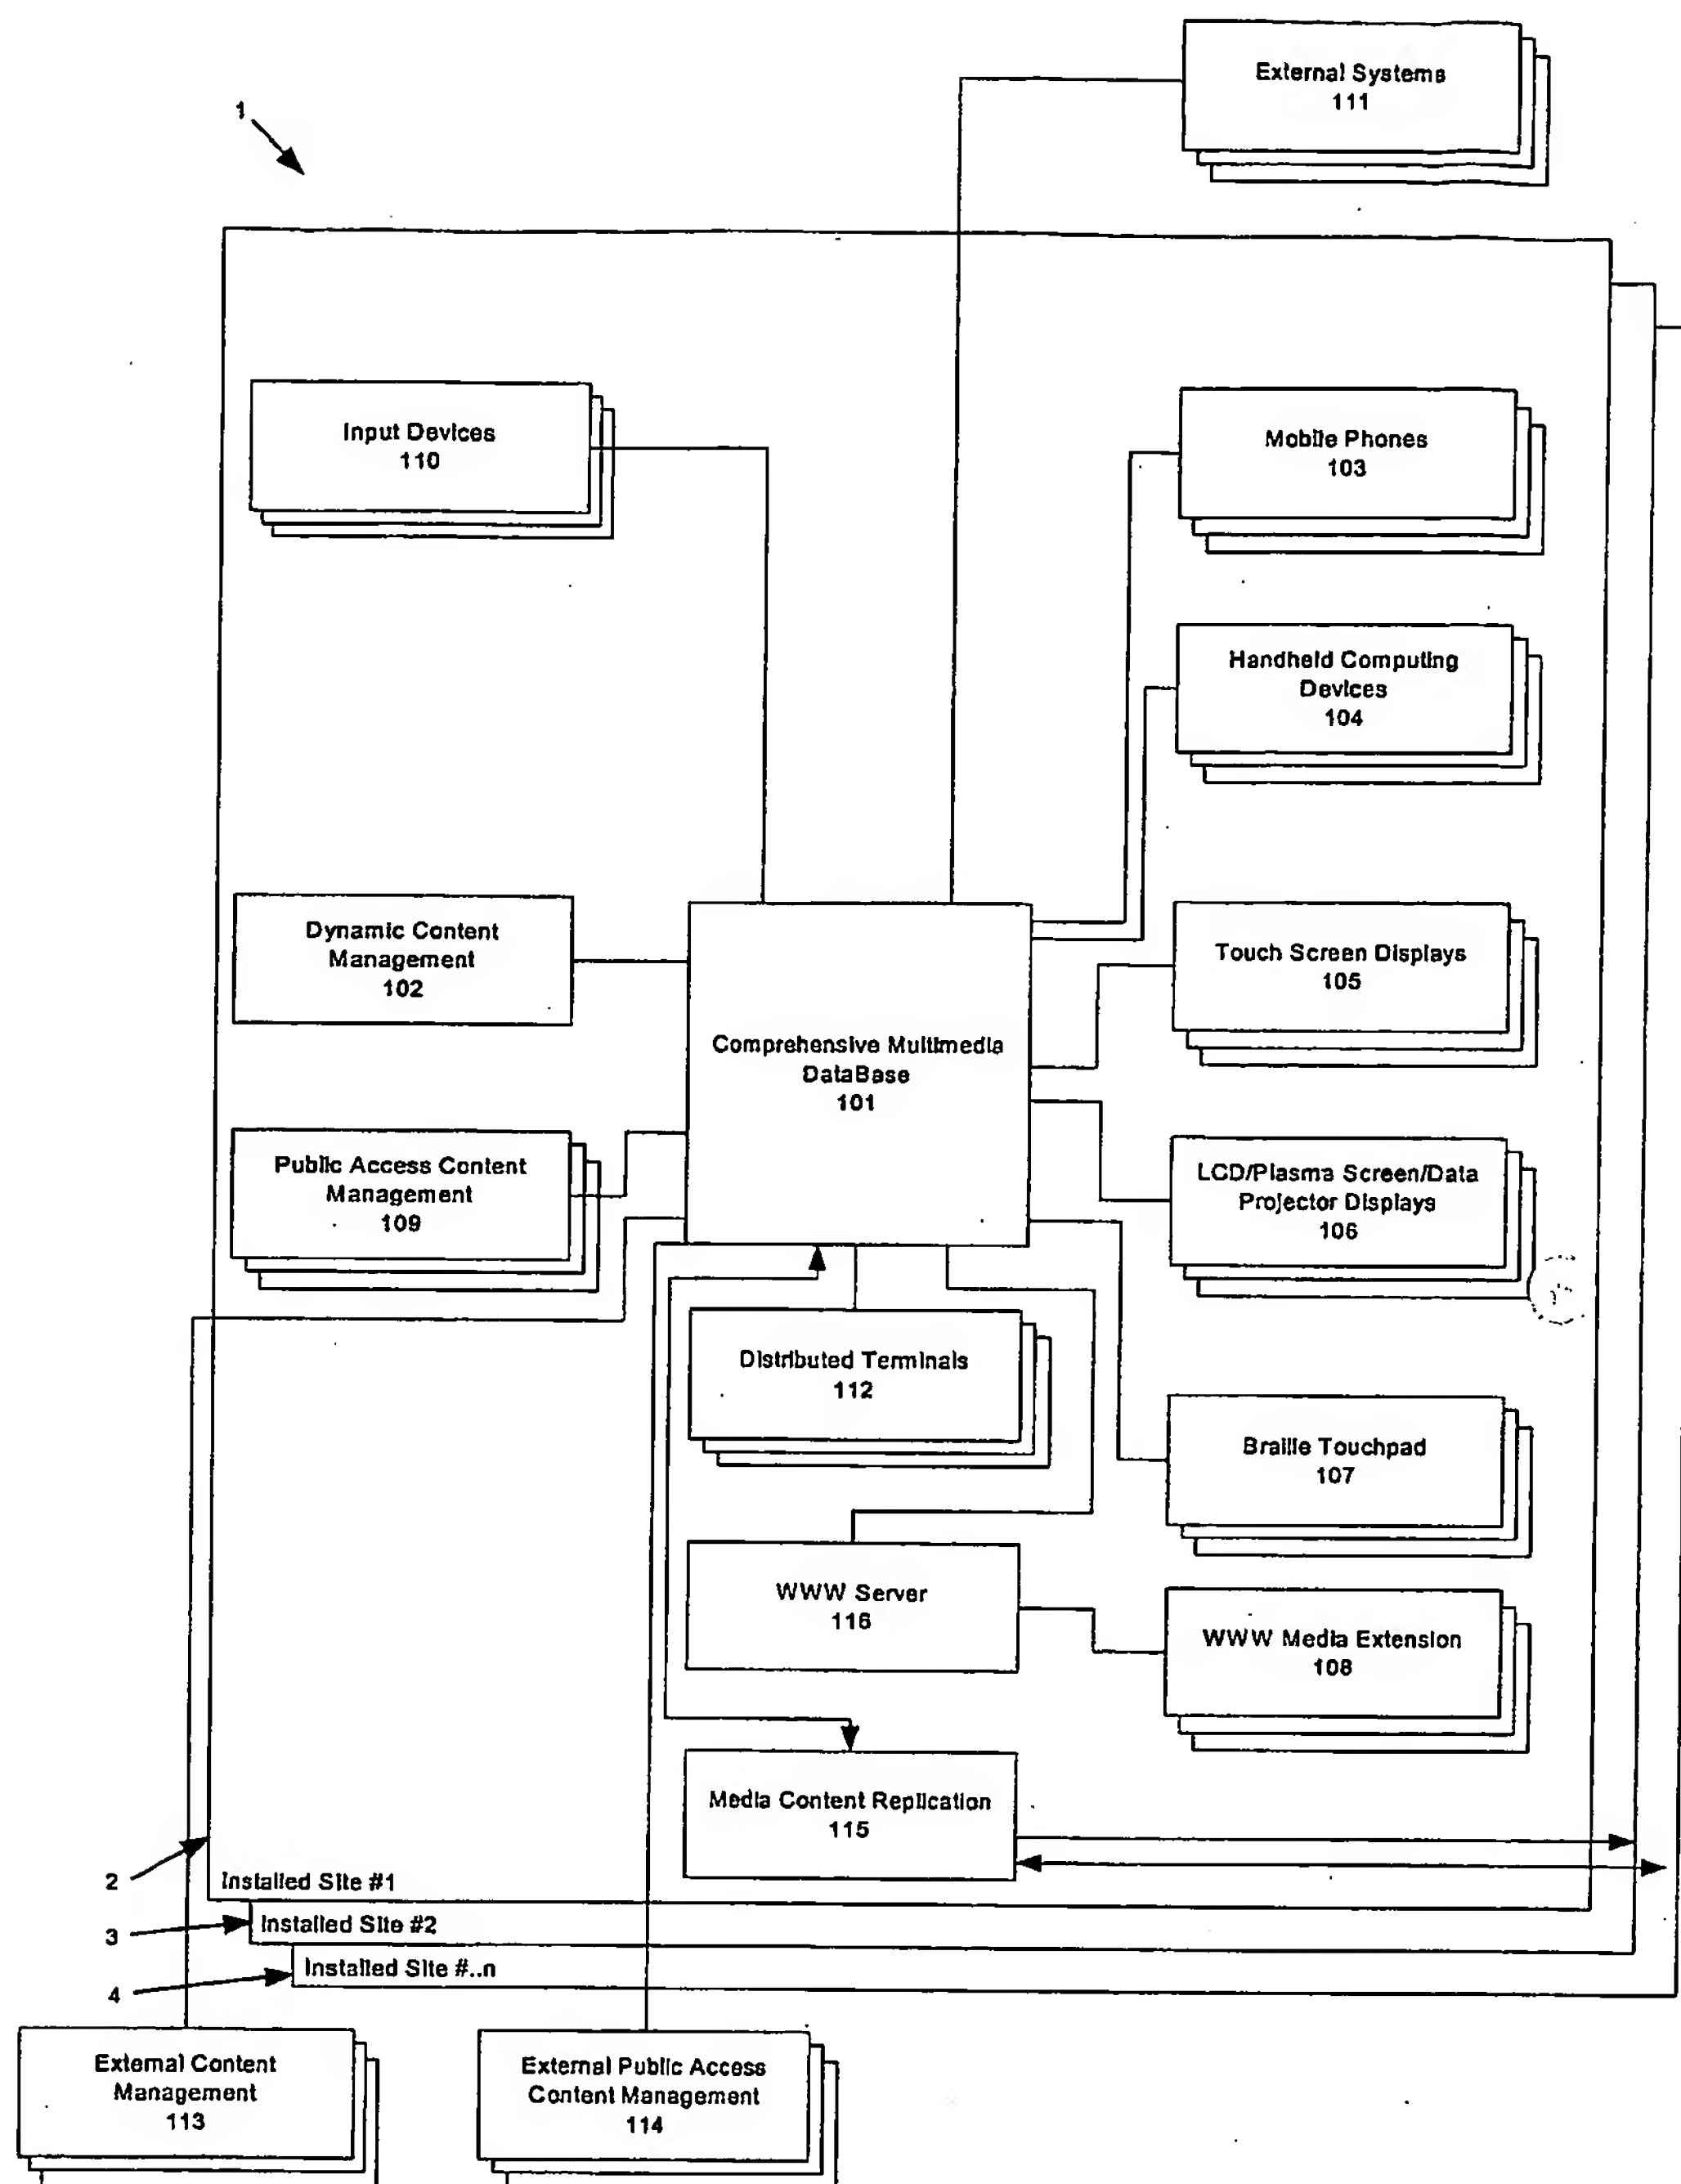 External Systems
111
1
Input Devices
110
Mobile Phones
103
Handheld Computing
Devices
104
Dynamic Content
Management
102
Touch Screen Displays
105
Comprehensive Multimedia
DataBase
101
Public Access Content
Management
109
LCD/Plasma Screen/Data
Projector Displays
106
Distributed Terminals
112
Braille Touchpad
107
WWW Server
116
WWW Media Extension
108
Media Content Replication
115
2
Installed Site #1
3
Installed Site #2
4
Installed Site #..n
External Content
Management
113
External Public Access
Content Management
114